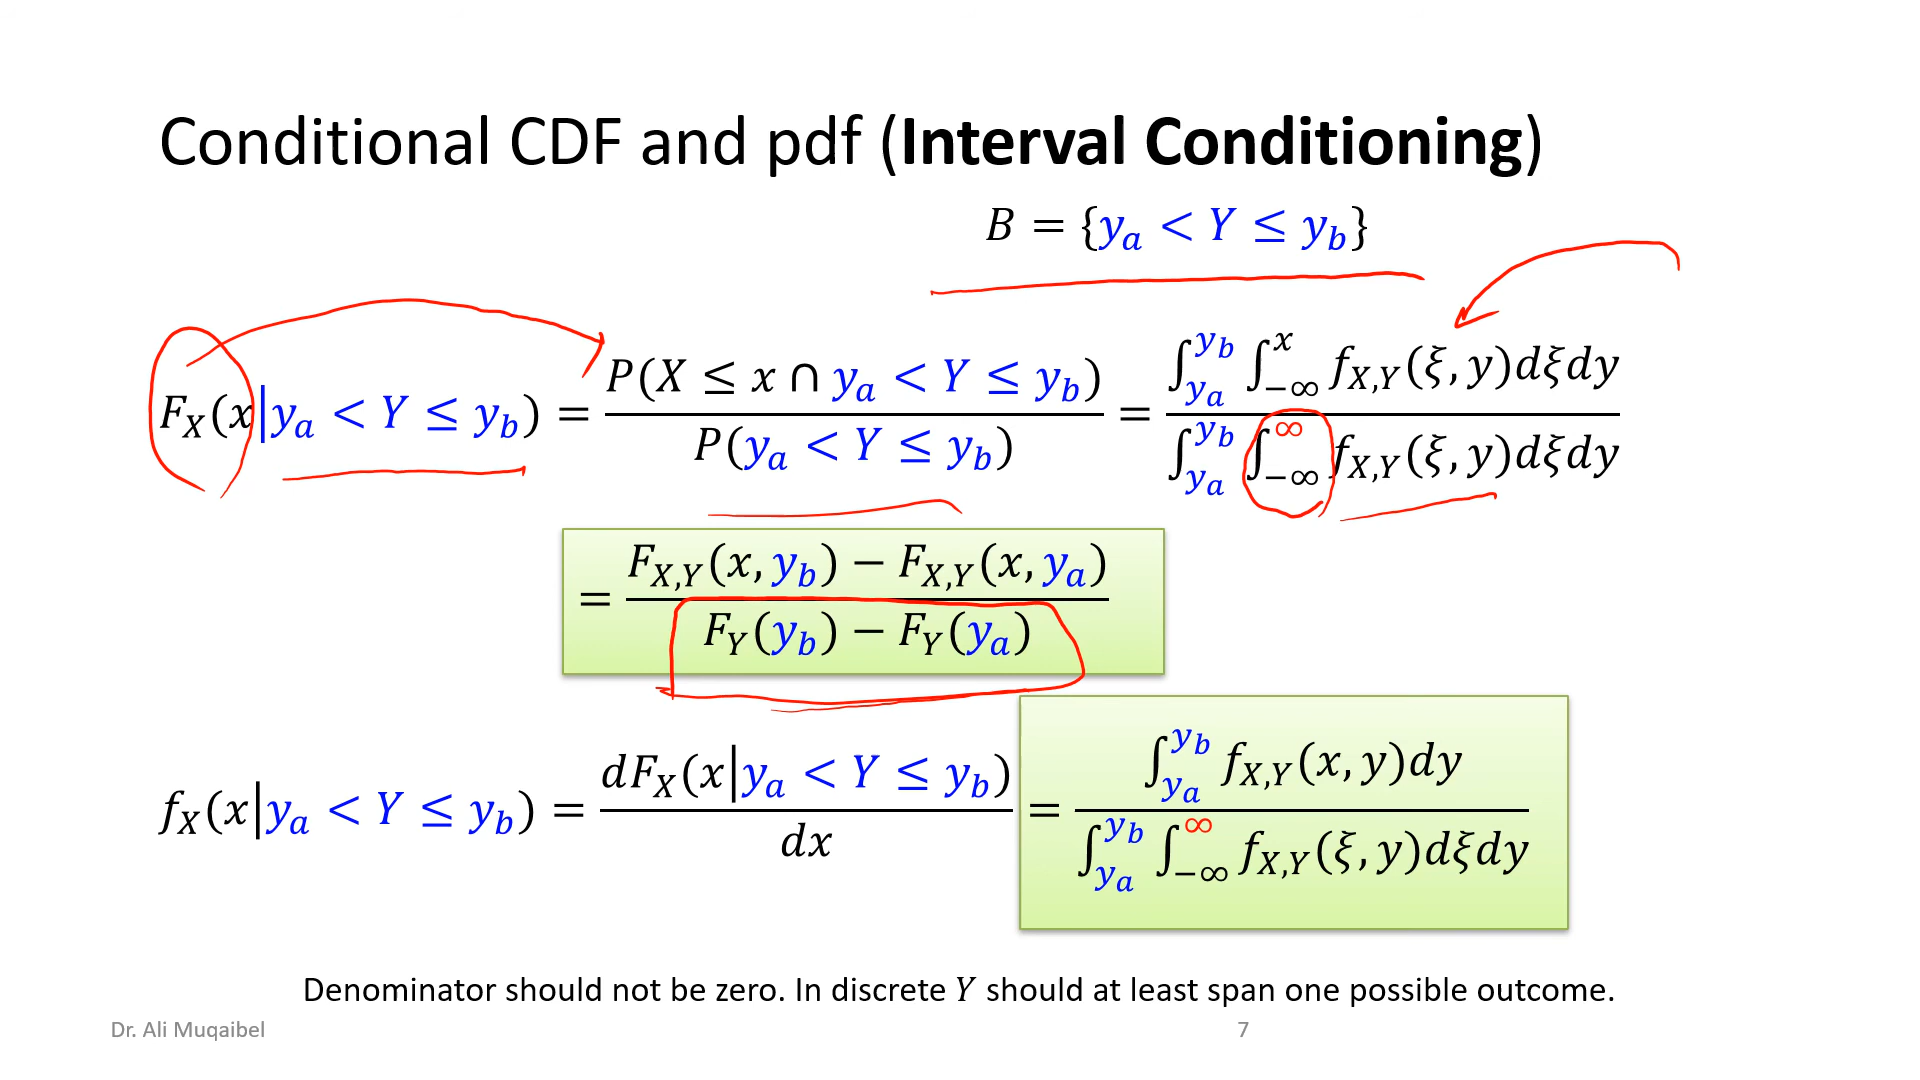 Conditional CDF and pdf (Interval Conditioning)
B = {y_a < Y ≤ y_b}
F_X(x|y_a < Y ≤ y_b) = P(X ≤ x ∩ y_a < Y ≤ y_b) / P(y_a < Y ≤ y_b) = ∫_{y_a}^{y_b} ∫_{−∞}^{x} f_{X,Y}(ξ, y)dξdy / ∫_{y_a}^{y_b} ∫_{−∞}^{∞} f_{X,Y}(ξ, y)dξdy
= F_{X,Y}(x, y_b) − F_{X,Y}(x, y_a) / F_Y(y_b) − F_Y(y_a)
f_X(x|y_a < Y ≤ y_b) = dF_X(x|y_a < Y ≤ y_b) / dx = ∫_{y_a}^{y_b} f_{X,Y}(x, y)dy / ∫_{y_a}^{y_b} ∫_{−∞}^{∞} f_{X,Y}(ξ, y)dξdy
Denominator should not be zero. In discrete Y should at least span one possible outcome.
Dr. Ali Muqaibel
7